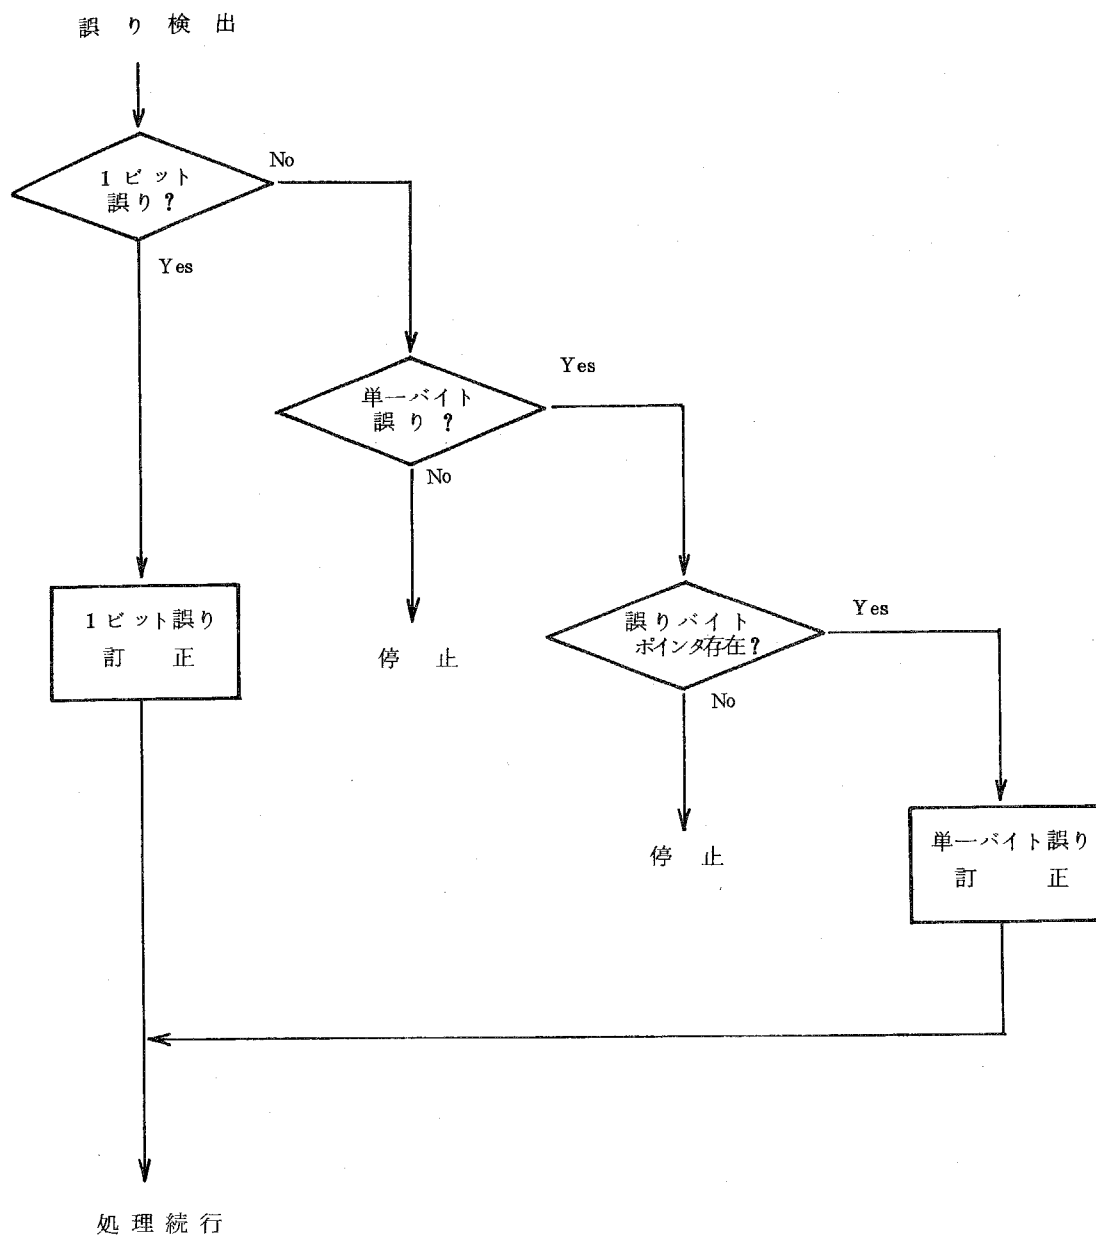 誤り検出
1ビット
誤り？
No
Yes
単一バイト
誤り？
Yes
No
誤りバイト
ポインタ存在？
Yes
No
1ビット誤り
訂正
停止
停止
単一バイト誤り
訂正
処理続行